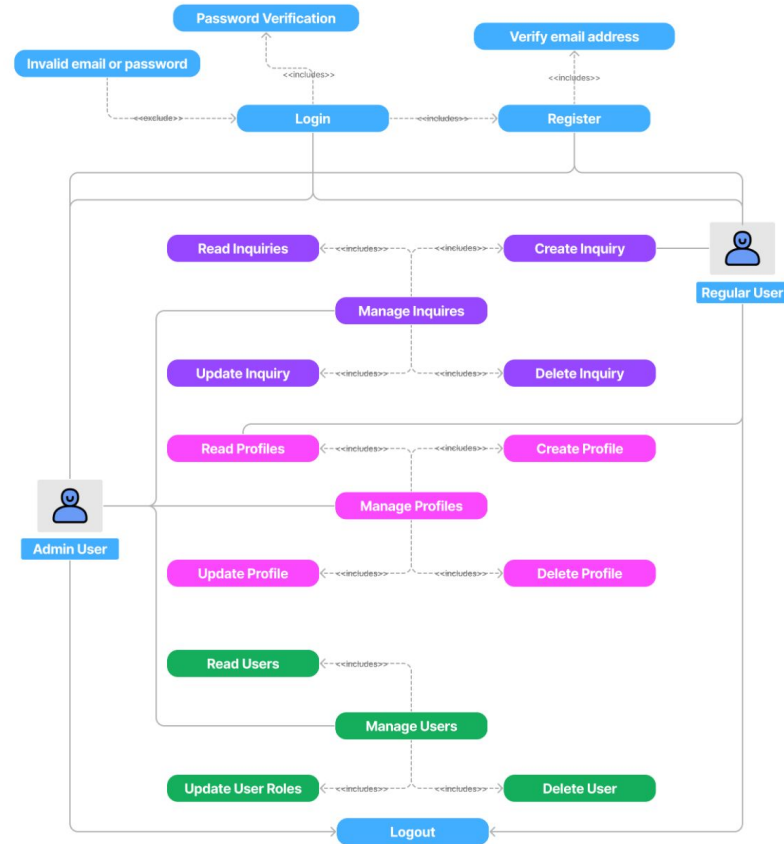 Password Verification
Verify email address
Invalid email or password
<<includes>>
<<includes>>
<<exclude>>
Login
<<includes>>
Register
Read Inquiries
<<includes>>
<<includes>>
Create Inquiry
Regular User
Manage Inquires
Update Inquiry
<<includes>>
<<includes>>
Delete Inquiry
Read Profiles
<<includes>>
<<includes>>
Create Profile
Manage Profiles
Admin User
Update Profile
<<includes>>
<<includes>>
Delete Profile
Read Users
<<includes>>
Manage Users
Update User Roles
<<includes>>
<<includes>>
Delete User
Logout